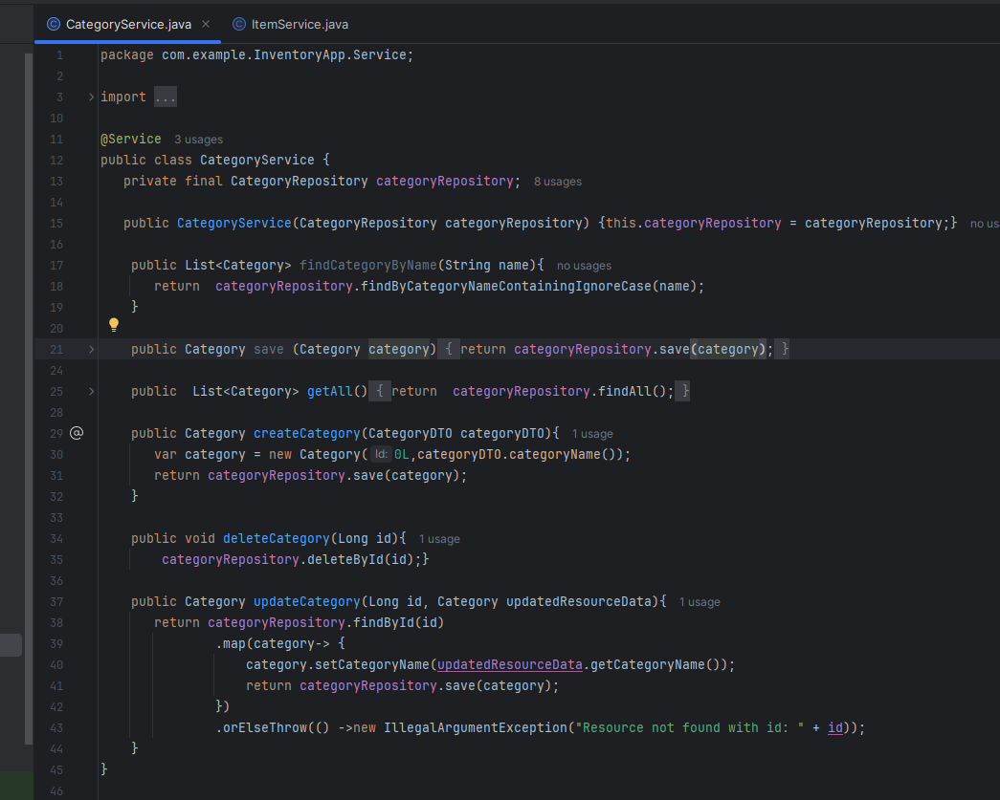 CategoryService.java ×
ItemService.java
1 package com.example.InventoryApp.Service;
2
3 import ...
10
11 @Service 3 usages
12 public class CategoryService {
13 private final CategoryRepository categoryRepository; 8 usages
14
15 public CategoryService(CategoryRepository categoryRepository) {this.categoryRepository = categoryRepository;} no us
16
17 public List<Category> findCategoryByName(String name){ no usages
18 return categoryRepository.findByCategoryNameContainingIgnoreCase(name);
19 }
20
21 public Category save (Category category) { return categoryRepository.save(category); }
24
25 public List<Category> getAll() { return categoryRepository.findAll(); }
28
29 @ public Category createCategory(CategoryDTO categoryDTO){ 1 usage
30 var category = new Category( Id: 0L,categoryDTO.categoryName());
31 return categoryRepository.save(category);
32 }
33
34 public void deleteCategory(Long id){ 1 usage
35 categoryRepository.deleteById(id);}
36
37 public Category updateCategory(Long id, Category updatedResourceData){ 1 usage
38 return categoryRepository.findById(id)
39 .map(category-> {
40 category.setCategoryName(updatedResourceData.getCategoryName());
41 return categoryRepository.save(category);
42 })
43 .orElseThrow(() ->new IllegalArgumentException("Resource not found with id: " + id));
44 }
45 }
46